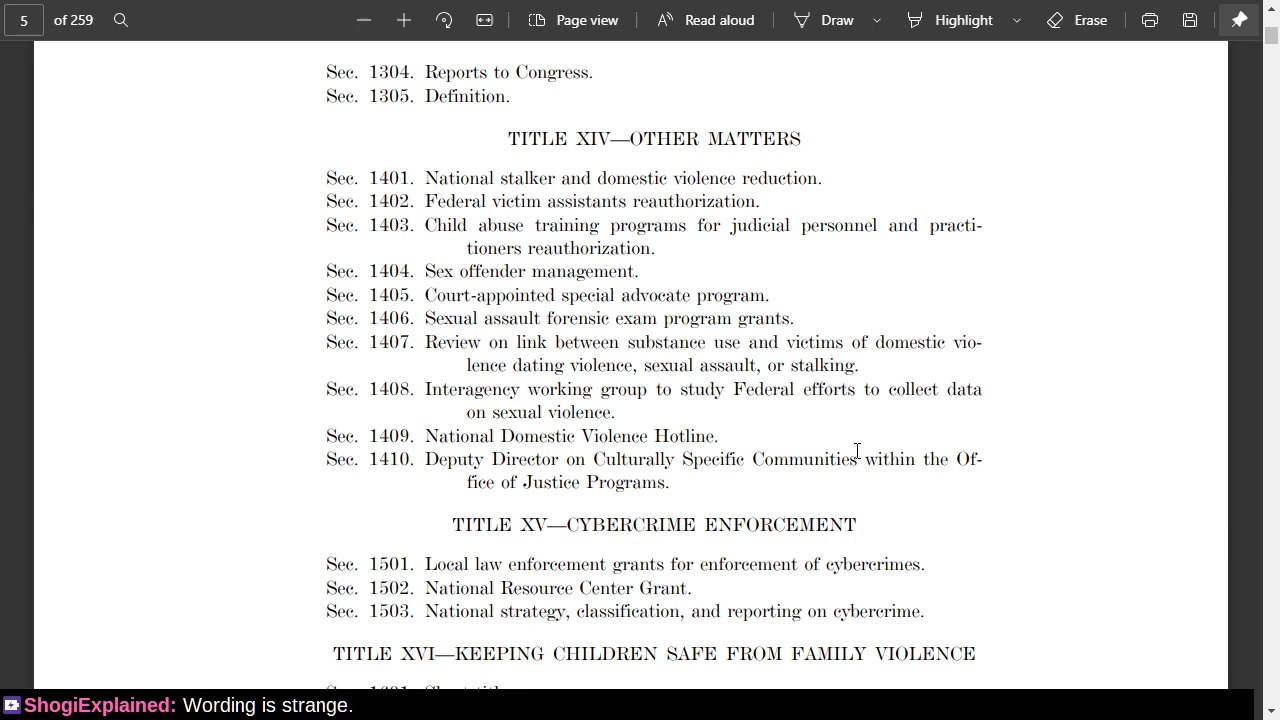 5 of 259 Page view Read aloud Draw Highlight Erase
Sec. 1304. Reports to Congress.
Sec. 1305. Definition.
TITLE XIV—OTHER MATTERS
Sec. 1401. National stalker and domestic violence reduction.
Sec. 1402. Federal victim assistants reauthorization.
Sec. 1403. Child abuse training programs for judicial personnel and practi-
tioners reauthorization.
Sec. 1404. Sex offender management.
Sec. 1405. Court-appointed special advocate program.
Sec. 1406. Sexual assault forensic exam program grants.
Sec. 1407. Review on link between substance use and victims of domestic vio-
lence dating violence, sexual assault, or stalking.
Sec. 1408. Interagency working group to study Federal efforts to collect data
on sexual violence.
Sec. 1409. National Domestic Violence Hotline.
Sec. 1410. Deputy Director on Culturally Specific Communities within the Of-
fice of Justice Programs.
TITLE XV—CYBERCRIME ENFORCEMENT
Sec. 1501. Local law enforcement grants for enforcement of cybercrimes.
Sec. 1502. National Resource Center Grant.
Sec. 1503. National strategy, classification, and reporting on cybercrime.
TITLE XVI—KEEPING CHILDREN SAFE FROM FAMILY VIOLENCE
ShogiExplained: Wording is strange.